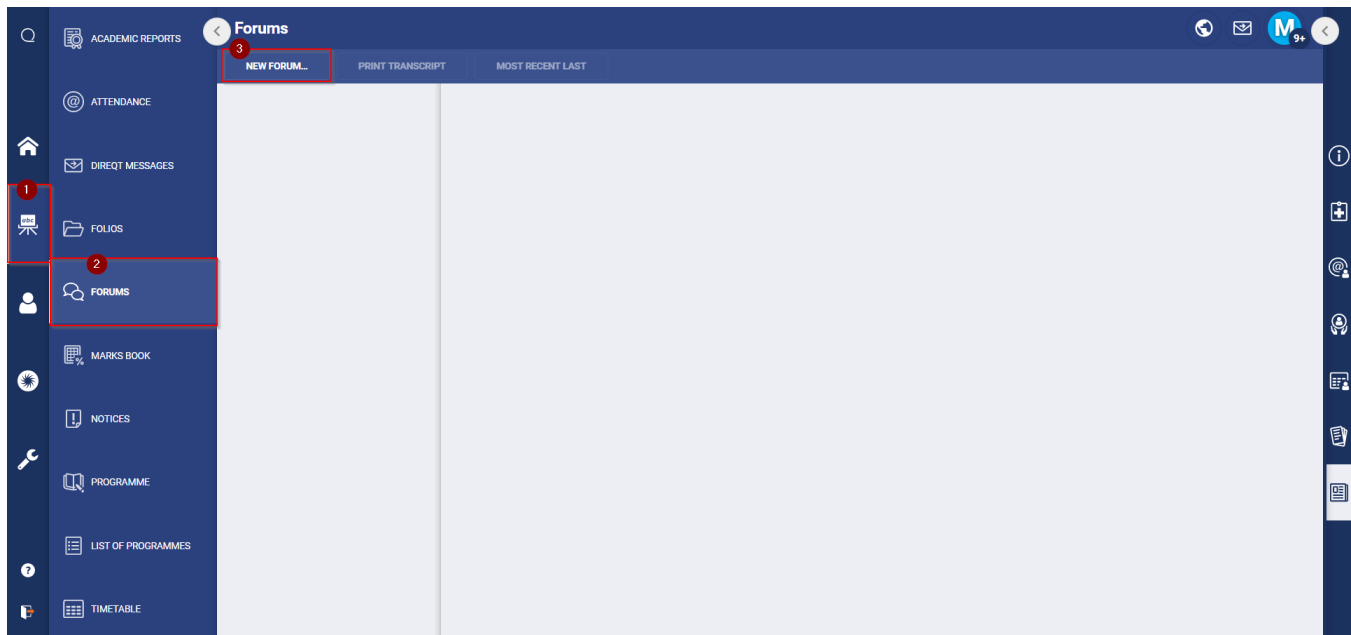 Forums
M 9+
3
NEW FORUM...
PRINT TRANSCRIPT
MOST RECENT LAST
ACADEMIC REPORTS
ATTENDANCE
DIREQT MESSAGES
1
abc
FOLIOS
2
FORUMS
MARKS BOOK
NOTICES
PROGRAMME
LIST OF PROGRAMMES
?
TIMETABLE